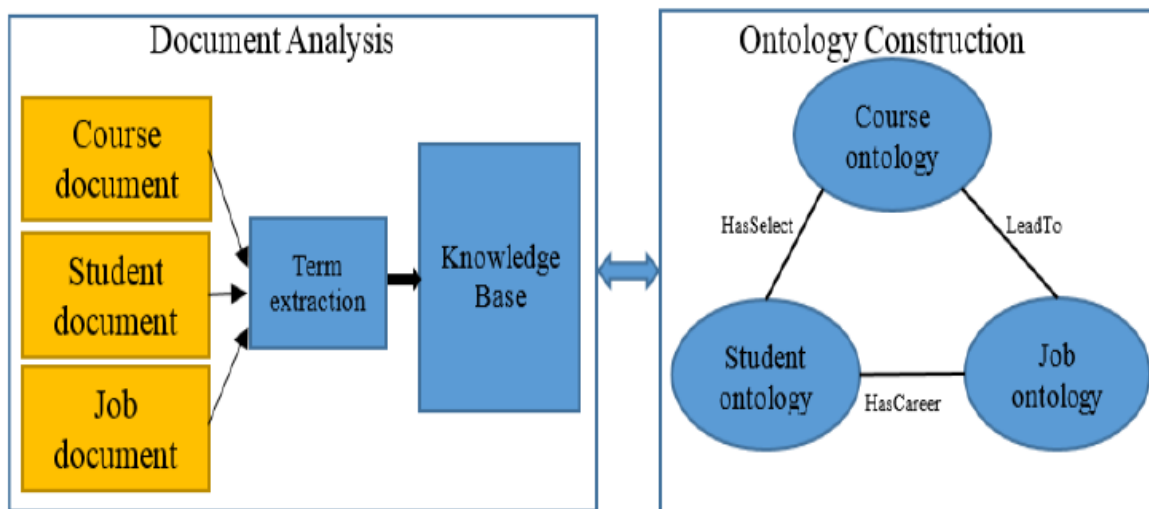 Document Analysis
Course
document
Student
document
Job
document
Term
extraction
Knowledge
Base
Ontology Construction
Course
ontology
HasSelect
LeadTo
Student
ontology
HasCareer
Job
ontology